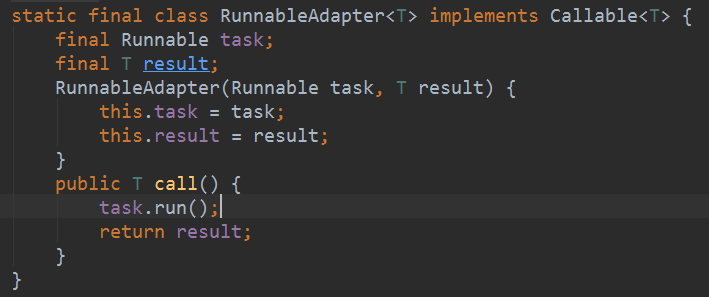 static final class RunnableAdapter<T> implements Callable<T> {
    final Runnable task;
    final T result;
    RunnableAdapter(Runnable task, T result) {
        this.task = task;
        this.result = result;
    }
    public T call() {
        task.run();
        return result;
    }
}